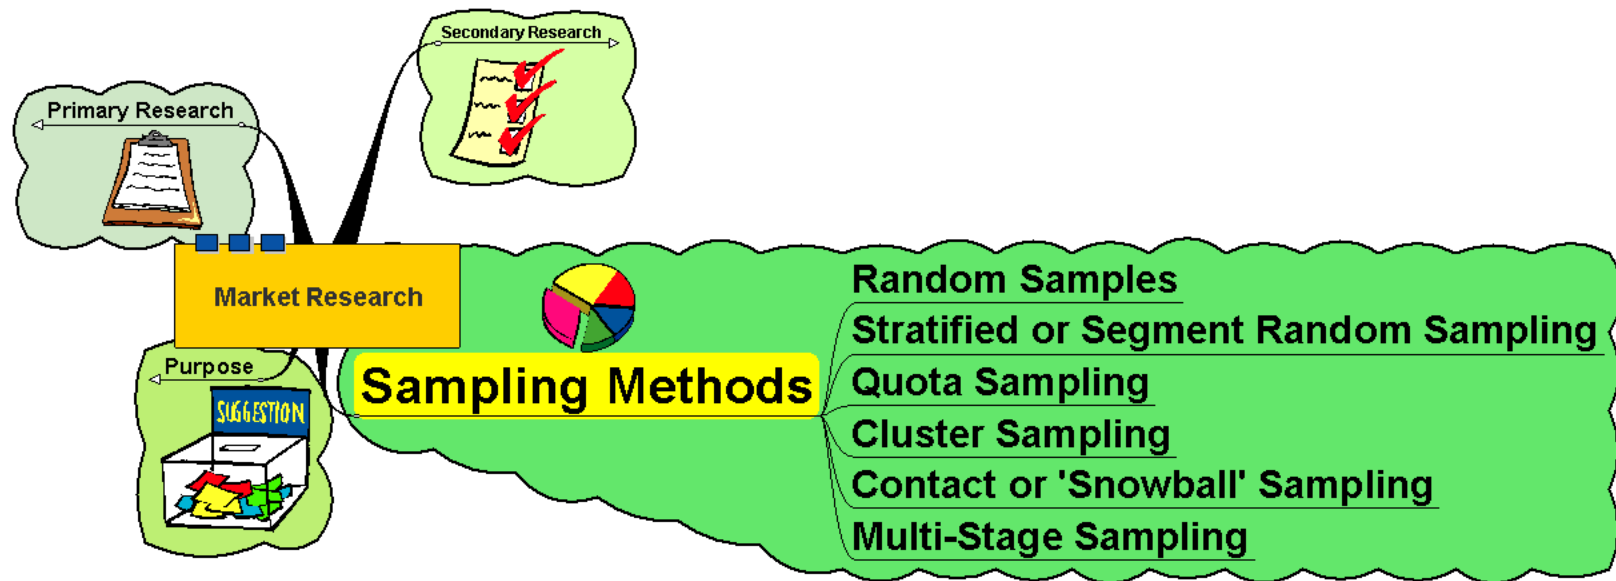 Secondary Research
Primary Research
Market Research
Purpose
SUGGESTION
Sampling Methods
Random Samples
Stratified or Segment Random Sampling
Quota Sampling
Cluster Sampling
Contact or 'Snowball' Sampling
Multi-Stage Sampling